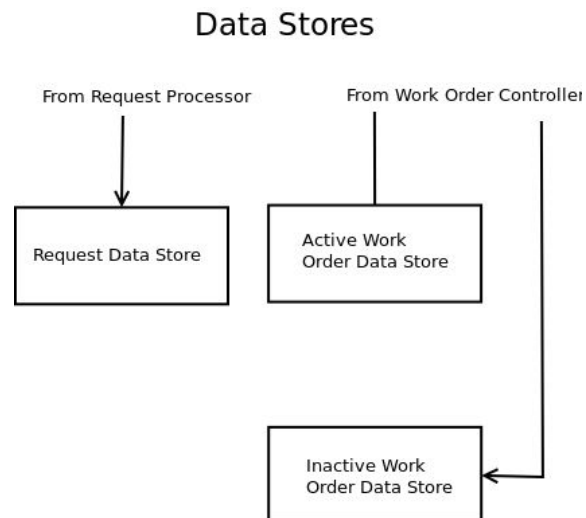 Data Stores
From Request Processor
From Work Order Controller
Request Data Store
Active Work
Order Data Store
Inactive Work
Order Data Store